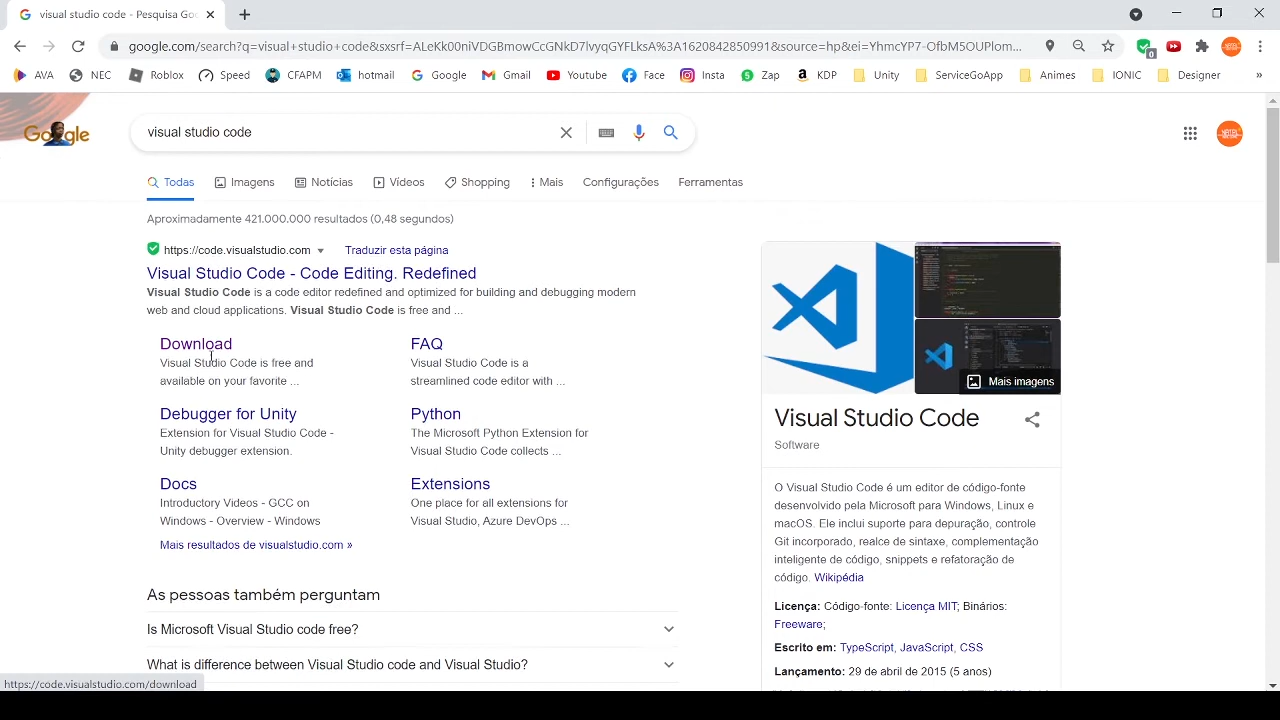 visual studio code - Pesquisa Goo
google.com/search?q=visual+studio+code&sxsrf=
AVA NEC Roblox Speed CFAPM hotmail Google Gmail Youtube Face Insta Zap KDP Unity ServiceGoApp Animes IONIC Designer »
Google
visual studio code
Todas Imagens Notícias Vídeos Shopping Mais Configurações Ferramentas
Aproximadamente 421.000.000 resultados (0,48 segundos)
https://code.visualstudio.com Traduzir esta página
Visual Studio Code - Code Editing. Redefined
Visual Studio Code is a code editor redefined and optimized for building and debugging modern
web and cloud applications. Visual Studio Code is free and ...
Download
Visual Studio Code is free and
available on your favorite ...
FAQ
Visual Studio Code is a
streamlined code editor with ...
Debugger for Unity
Extension for Visual Studio Code -
Unity debugger extension.
Python
The Microsoft Python Extension for
Visual Studio Code collects ...
Docs
Introductory Videos - GCC on
Windows - Overview - Windows
Extensions
One place for all extensions for
Visual Studio, Azure DevOps ...
Mais resultados de visualstudio.com »
As pessoas também perguntam
Is Microsoft Visual Studio code free?
What is difference between Visual Studio code and Visual Studio?
https://code.visualstudio.com/download
Mais imagens
Visual Studio Code
Software
O Visual Studio Code é um editor de código-fonte
desenvolvido pela Microsoft para Windows, Linux e
macOS. Ele inclui suporte para depuração, controle
Git incorporado, realce de sintaxe, complementação
inteligente de código, snippets e refatoração de
código. Wikipédia
Licença: Código-fonte: Licença MIT; Binários:
Freeware;
Escrito em: TypeScript, JavaScript, CSS
Lançamento: 29 de abril de 2015 (5 anos)